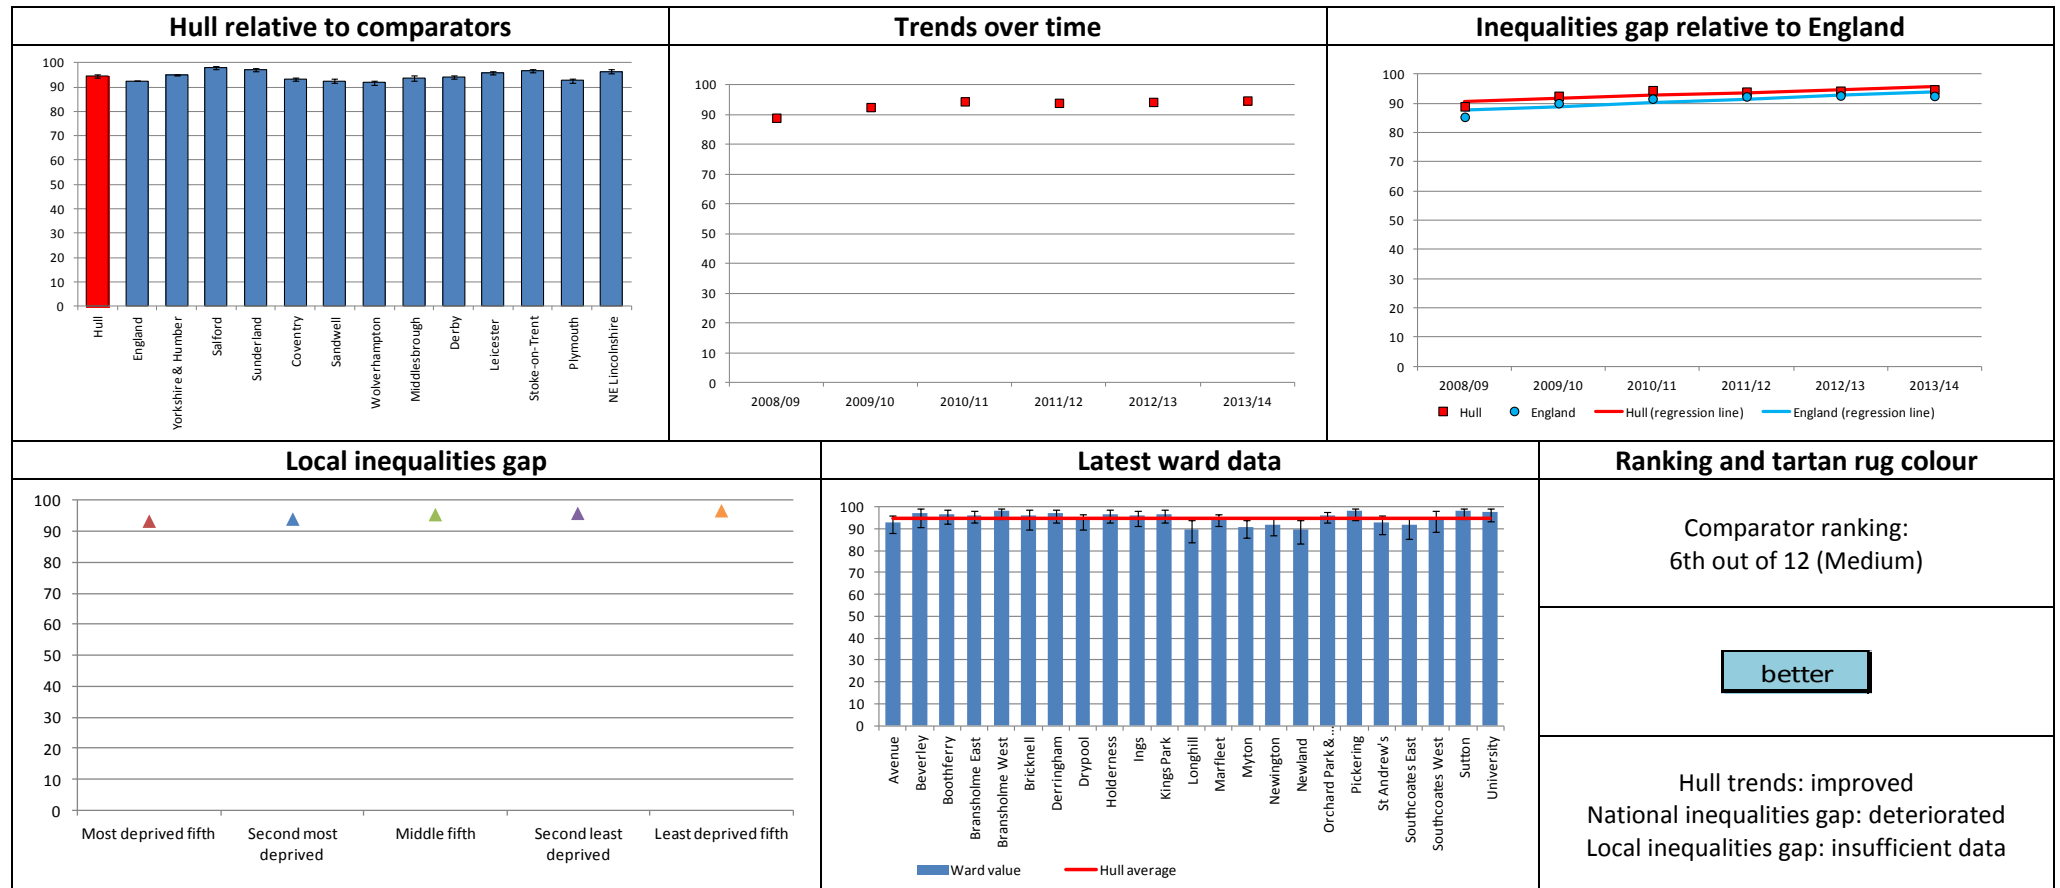 Hull relative to comparators
100
90
80
70
60
50
40
30
20
10
0
Hull
England
Yorkshire & Humber
Salford
Sunderland
Coventry
Sandwell
Wolverhampton
Middlesbrough
Derby
Leicester
Stoke-on-Trent
Plymouth
NE Lincolnshire
Trends over time
100
90
80
70
60
50
40
30
20
10
0
2008/09
2009/10
2010/11
2011/12
2012/13
2013/14
Inequalities gap relative to England
100
90
80
70
60
50
40
30
20
10
0
2008/09
2009/10
2010/11
2011/12
2012/13
2013/14
Hull
England
Hull (regression line)
England (regression line)
Local inequalities gap
100
90
80
70
60
50
40
30
20
10
0
Most deprived fifth
Second most
deprived
Middle fifth
Second least
deprived
Least deprived fifth
Latest ward data
100
90
80
70
60
50
40
30
20
10
0
Avenue
Beverley
Boothferry
Bransholme East
Bransholme West
Bricknell
Derringham
Drypool
Holderness
Ings
Kings Park
Longhill
Marfleet
Myton
Newington
Newland
Orchard Park &...
Pickering
St Andrew's
Southcoates East
Southcoates West
Sutton
University
Ward value
Hull average
Ranking and tartan rug colour
Comparator ranking:
6th out of 12 (Medium)
better
Hull trends: improved
National inequalities gap: deteriorated
Local inequalities gap: insufficient data